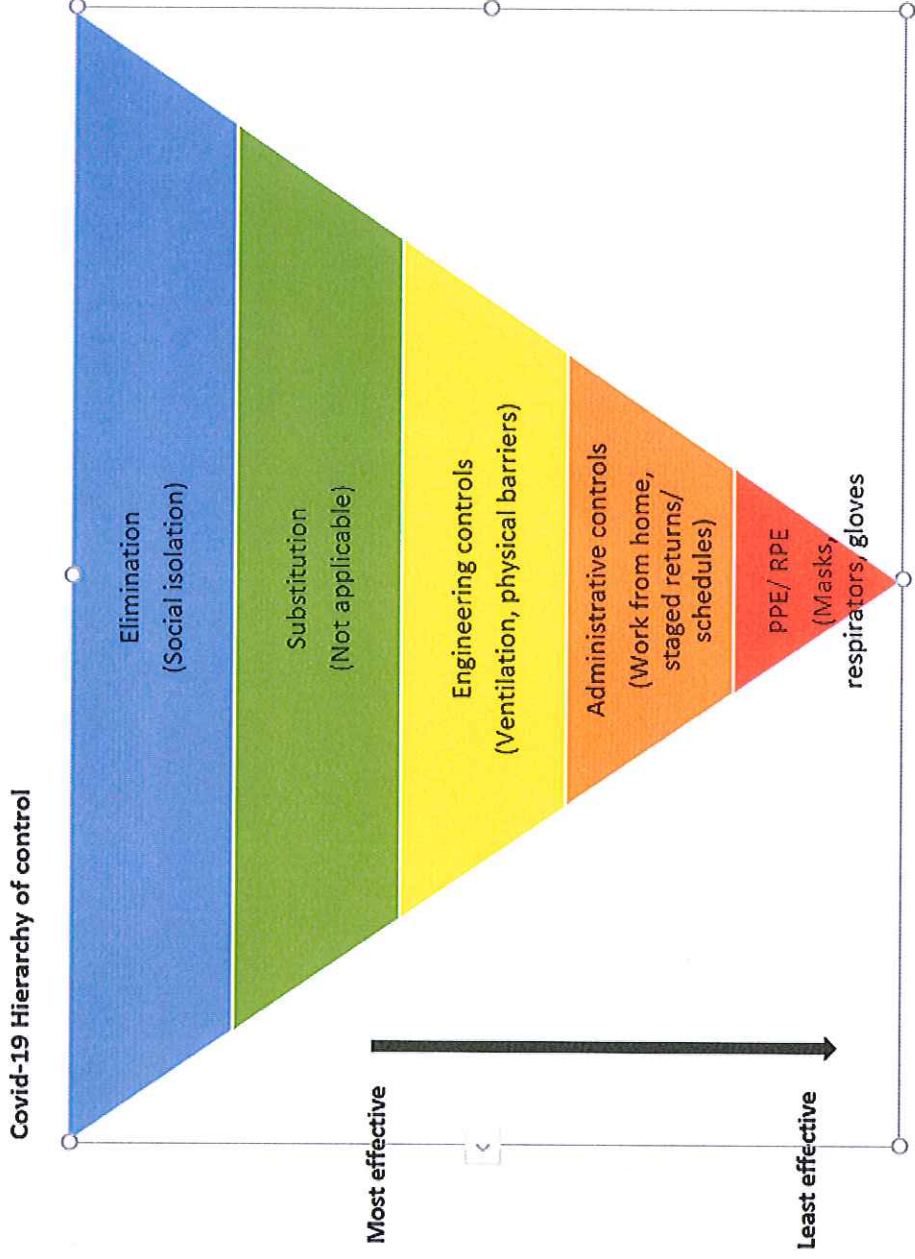 Covid-19 Hierarchy of control
Elimination
(Social isolation)
Substitution
(Not applicable)
Engineering controls
(Ventilation, physical barriers)
Administrative controls
(Work from home,
staged returns/
schedules)
PPE/ RPE
(Masks,
respirators, gloves
Most effective
Least effective